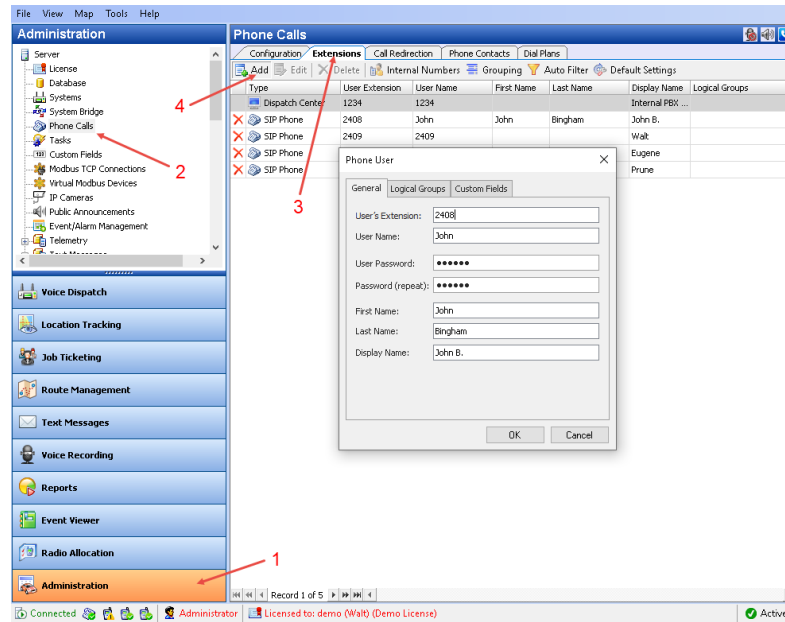 File View Map Tools Help
Administration
Server
License
Database
Systems
System Bridge
Phone Calls
Tasks
Custom Fields
Modbus TCP Connections
Virtual Modbus Devices
IP Cameras
Public Announcements
Event/Alarm Management
Telemetry
Voice Dispatch
Location Tracking
Job Ticketing
Route Management
Text Messages
Voice Recording
Reports
Event Viewer
Radio Allocation
Administration
Phone Calls
Configuration Extensions Call Redirection Phone Contacts Dial Plans
Add Edit Delete Internal Numbers Grouping Auto Filter Default Settings
Type User Extension User Name First Name Last Name Display Name Logical Groups
Dispatch Center 1234 1234 Internal PBX ...
SIP Phone 2408 John John Bingham John B.
SIP Phone 2409 2409 Walt
SIP Phone Eugene
SIP Phone Prune
Phone User
General Logical Groups Custom Fields
User's Extension: 2408
User Name: John
User Password: ••••••
Password (repeat): ••••••
First Name: John
Last Name: Bingham
Display Name: John B.
OK Cancel
4
2
3
1
Record 1 of 5
Connected Administrator Licensed to: demo (Walt) (Demo License) Active